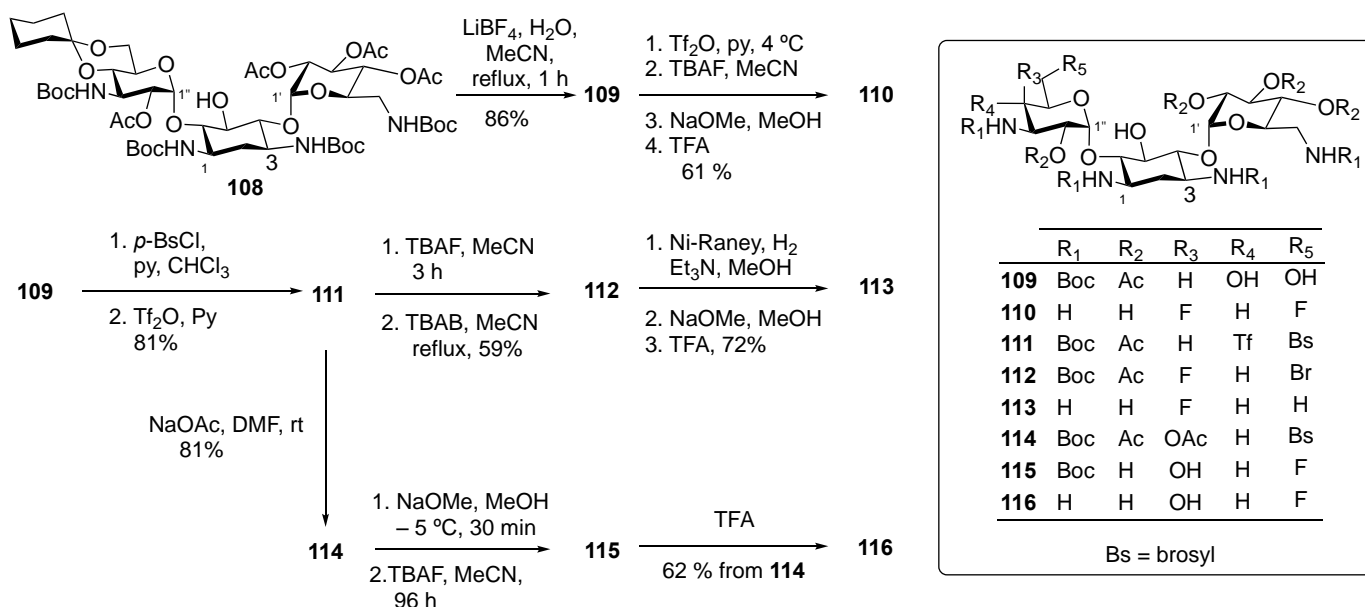 LiBF4, H2O,
MeCN,
reflux, 1 h
86%
109
1. Tf2O, py, 4 ºC
2. TBAF, MeCN
3. NaOMe, MeOH
4. TFA
61 %
110
O
O
O
BocHN
AcO
1"
O
HO
BocHN
1
3
NHBoc
AcO
OAc
OAc
1'
O
O
NHBoc
108
109
1. p-BsCl,
py, CHCl3
2. Tf2O, Py
81%
111
1. TBAF, MeCN
3 h
2. TBAB, MeCN
reflux, 59%
112
1. Ni-Raney, H2
Et3N, MeOH
2. NaOMe, MeOH
3. TFA, 72%
113
NaOAc, DMF, rt
81%
114
1. NaOMe, MeOH
– 5 ºC, 30 min
2.TBAF, MeCN,
96 h
115
TFA
62 % from 114
116
R3
R5
R4
O
R1HN
R2O
1"
O
HO
R1HN
1
3
NHR1
R2O
OR2
OR2
1'
O
O
NHR1
R1 R2 R3 R4 R5
109 Boc Ac H OH OH
110 H H F H F
111 Boc Ac H Tf Bs
112 Boc Ac F H Br
113 H H F H H
114 Boc Ac OAc H Bs
115 Boc H OH H F
116 H H OH H F
Bs = brosyl